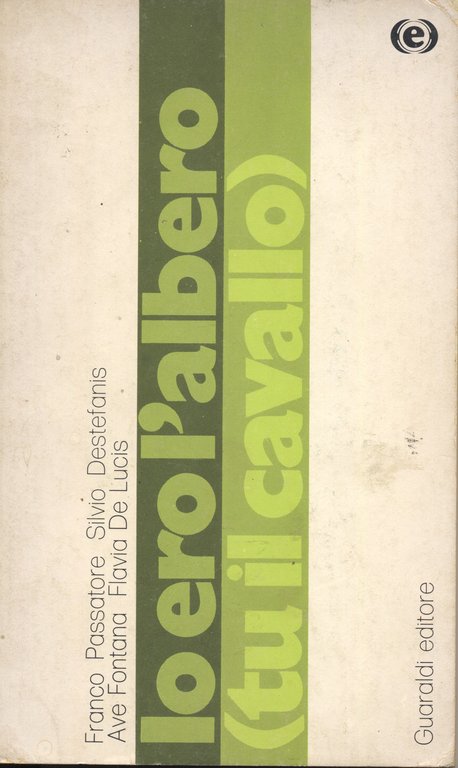 Franco Passatore Silvio Destefanis
Ave Fontana Flavia De Lucis
Io ero l'albero
(tu il cavallo)
Guaraldi editore
e